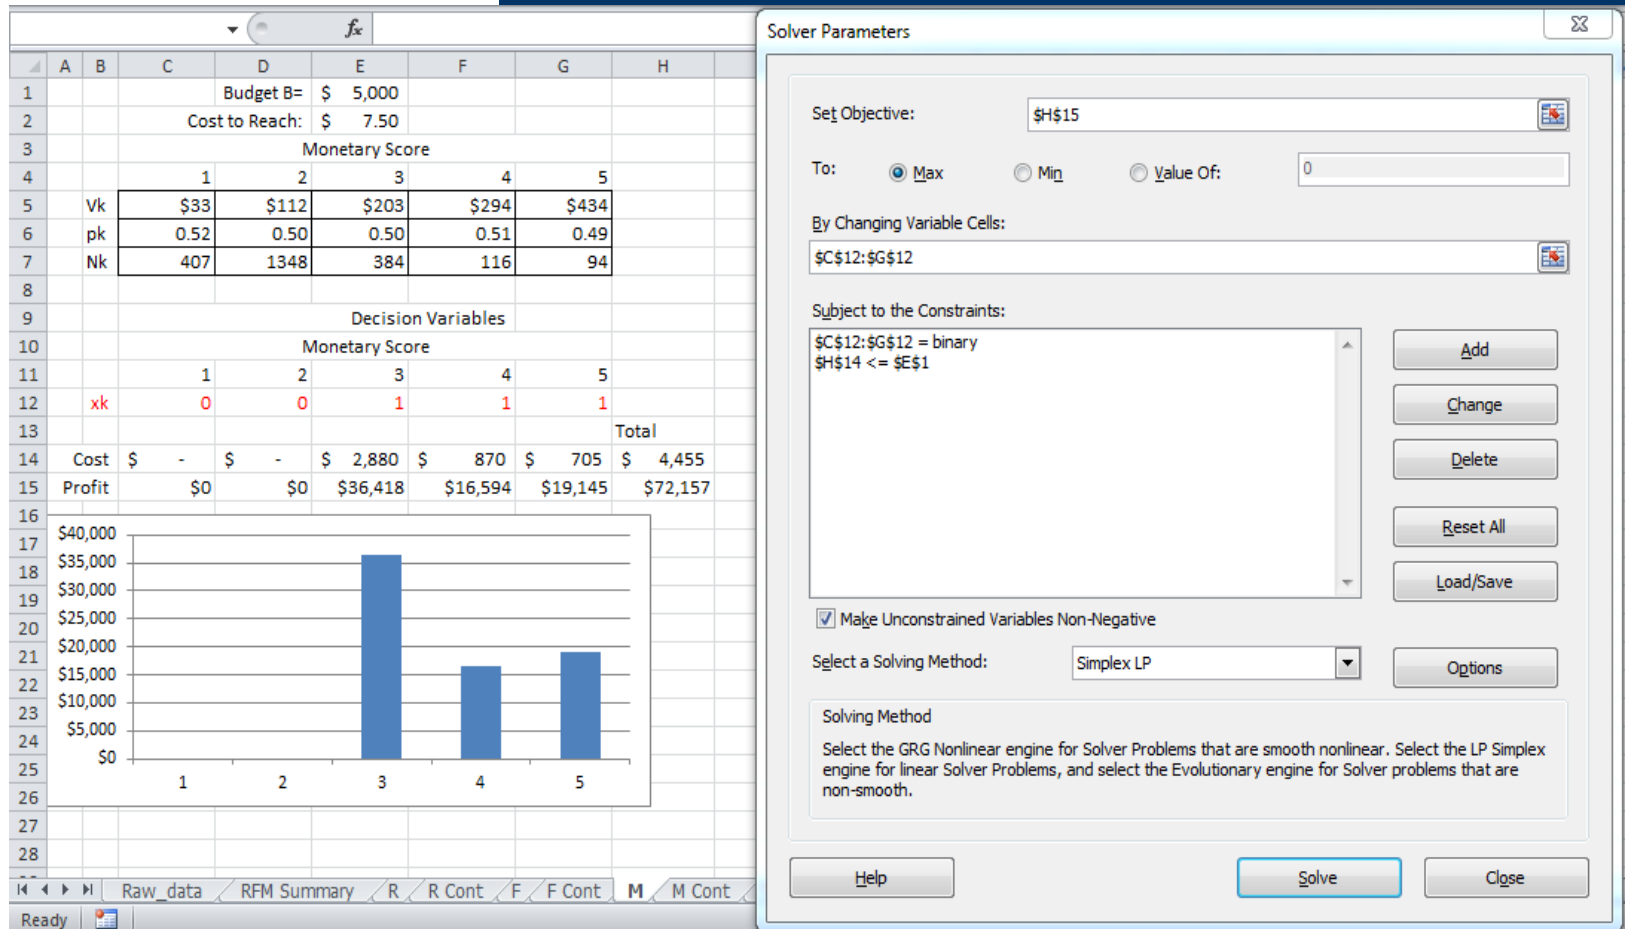 fx
A B C D E F G H
1 Budget B= $ 5,000
2 Cost to Reach: $ 7.50
3 Monetary Score
4 1 2 3 4 5
5 Vk $33 $112 $203 $294 $434
6 pk 0.52 0.50 0.50 0.51 0.49
7 Nk 407 1348 384 116 94
8
9 Decision Variables
10 Monetary Score
11 1 2 3 4 5
12 xk 0 0 1 1 1
13 Total
14 Cost $ - $ - $ 2,880 $ 870 $ 705 $ 4,455
15 Profit $0 $0 $36,418 $16,594 $19,145 $72,157
16
17
18
19
20
21
22
23
24
25
26
27
28
$40,000
$35,000
$30,000
$25,000
$20,000
$15,000
$10,000
$5,000
$0
1 2 3 4 5
Raw_data RFM Summary R R Cont F F Cont M M Cont
Ready
Solver Parameters
Set Objective: $H$15
To: Max Min Value Of: 0
By Changing Variable Cells:
$C$12:$G$12
Subject to the Constraints:
$C$12:$G$12 = binary
$H$14 <= $E$1
Add
Change
Delete
Reset All
Load/Save
Make Unconstrained Variables Non-Negative
Select a Solving Method: Simplex LP Options
Solving Method
Select the GRG Nonlinear engine for Solver Problems that are smooth nonlinear. Select the LP Simplex
engine for linear Solver Problems, and select the Evolutionary engine for Solver problems that are
non-smooth.
Help Solve Close